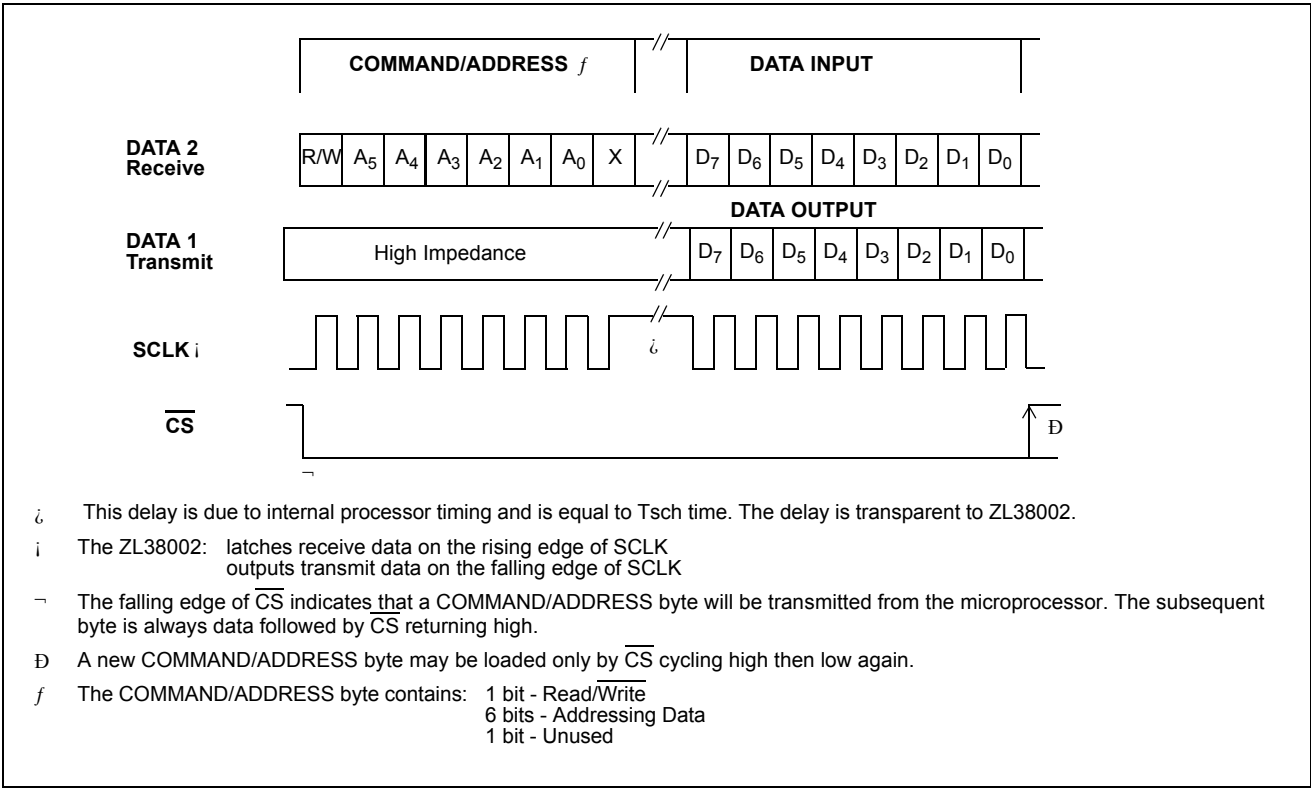 COMMAND/ADDRESS ƒ
DATA INPUT
DATA 2
Receive
R/W A5 A4 A3 A2 A1 A0 X
D7 D6 D5 D4 D3 D2 D1 D0
DATA OUTPUT
DATA 1
Transmit
High Impedance
D7 D6 D5 D4 D3 D2 D1 D0
SCLK ¡
¿
CS
Ð
¬
¿ This delay is due to internal processor timing and is equal to Tsch time. The delay is transparent to ZL38002.
¡ The ZL38002: latches receive data on the rising edge of SCLK
outputs transmit data on the falling edge of SCLK
¬ The falling edge of CS indicates that a COMMAND/ADDRESS byte will be transmitted from the microprocessor. The subsequent
byte is always data followed by CS returning high.
Ð A new COMMAND/ADDRESS byte may be loaded only by CS cycling high then low again.
ƒ The COMMAND/ADDRESS byte contains: 1 bit - Read/Write
6 bits - Addressing Data
1 bit - Unused